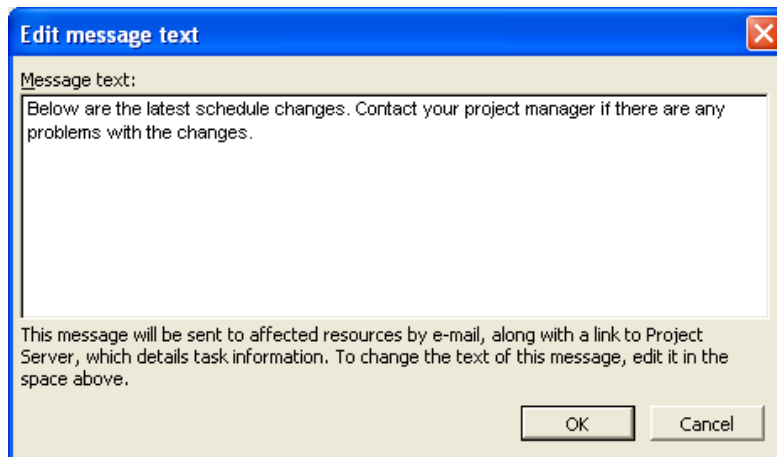 Edit message text
Message text:
Below are the latest schedule changes. Contact your project manager if there are any
problems with the changes.
This message will be sent to affected resources by e-mail, along with a link to Project
Server, which details task information. To change the text of this message, edit it in the
space above.
OK Cancel